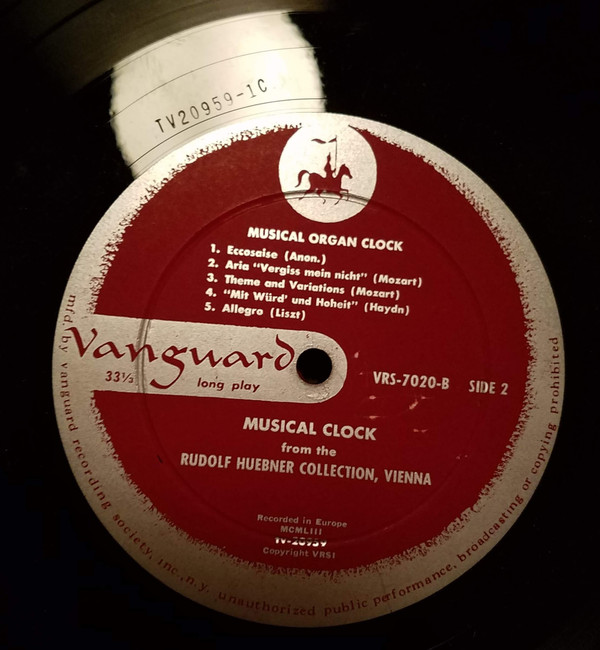 TV20959-1C
MUSICAL ORGAN CLOCK
1. Eccosaise (Anon.)
2. Aria "Vergiss mein nicht" (Mozart)
3. Theme and Variations (Mozart)
4. "Mit Würd' und Hoheit" (Haydn)
5. Allegro (Liszt)
Vanguard
33⅓ long play
VRS-7020-B SIDE 2
MUSICAL CLOCK
from the
RUDOLF HUEBNER COLLECTION, VIENNA
Recorded in Europe
MCMLIII
TV-20959
Copyright VRSI
mfd. by vanguard recording society, inc., n.y. unauthorized public performance, broadcasting or copying prohibited